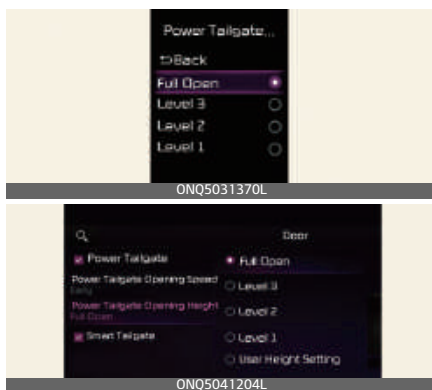 Power Tailgate...
Back
Full Open
Level 3
Level 2
Level 1
ONQ5031370L
Door
Power Tailgate
Full Open
Power Tailgate Opening Speed
Level 3
Power Tailgate Opening Height
Full Open
Level 2
Smart Tailgate
Level 1
User Height Setting
ONQ5041204L